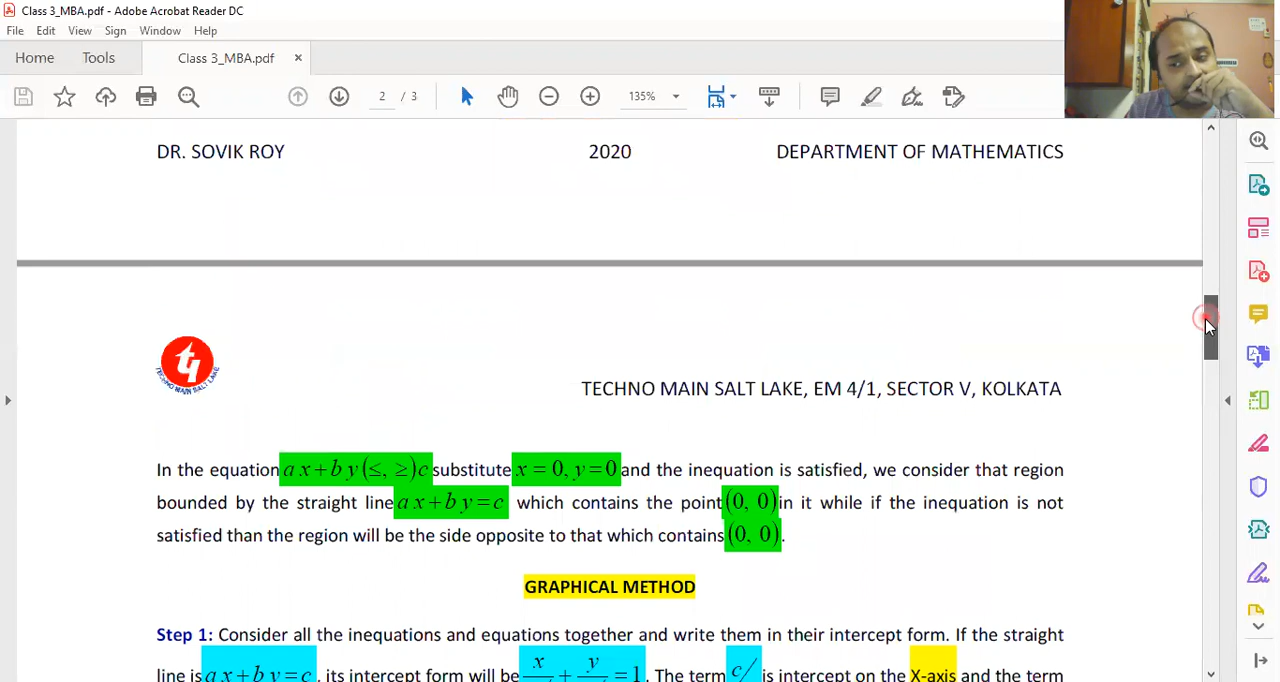 Class 3_MBA.pdf - Adobe Acrobat Reader DC
File Edit View Sign Window Help
Home Tools Class 3_MBA.pdf ×
2 / 3 135%
DR. SOVIK ROY 2020 DEPARTMENT OF MATHEMATICS
TECHNO MAIN SALT LAKE
TECHNO MAIN SALT LAKE, EM 4/1, SECTOR V, KOLKATA
In the equation a x + b y (≤, ≥) c substitute x = 0, y = 0 and the inequation is satisfied, we consider that region
bounded by the straight line a x + b y = c which contains the point (0, 0) in it while if the inequation is not
satisfied than the region will be the side opposite to that which contains (0, 0).
GRAPHICAL METHOD
Step 1: Consider all the inequations and equations together and write them in their intercept form. If the straight
line is a x + b y = c, its intercept form will be x/ + y/ = 1. The term c/ is intercept on the X-axis and the term